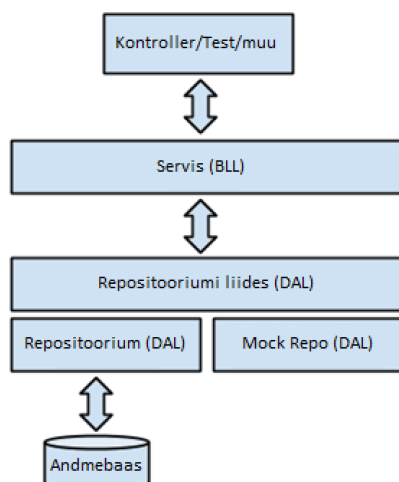 Kontroller/Test/muu
Servis (BLL)
Repositooriumi liides (DAL)
Repositoorium (DAL)
Mock Repo (DAL)
Andmebaas